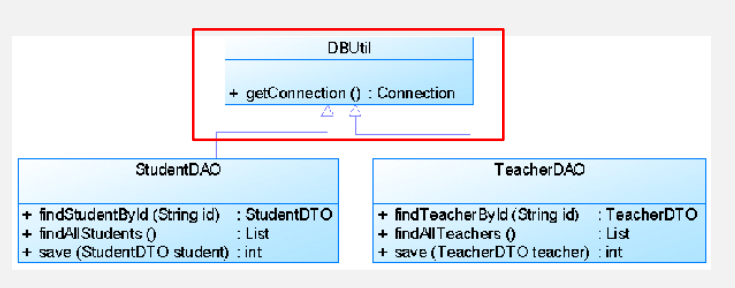 DBUtil
+ getConnection () : Connection
StudentDAO
+ findStudentById (String id) : StudentDTO
+ findAllStudents () : List
+ save (StudentDTO student) : int
TeacherDAO
+ findTeacherById (String id) : TeacherDTO
+ findAllTeachers () : List
+ save (TeacherDTO teacher) : int